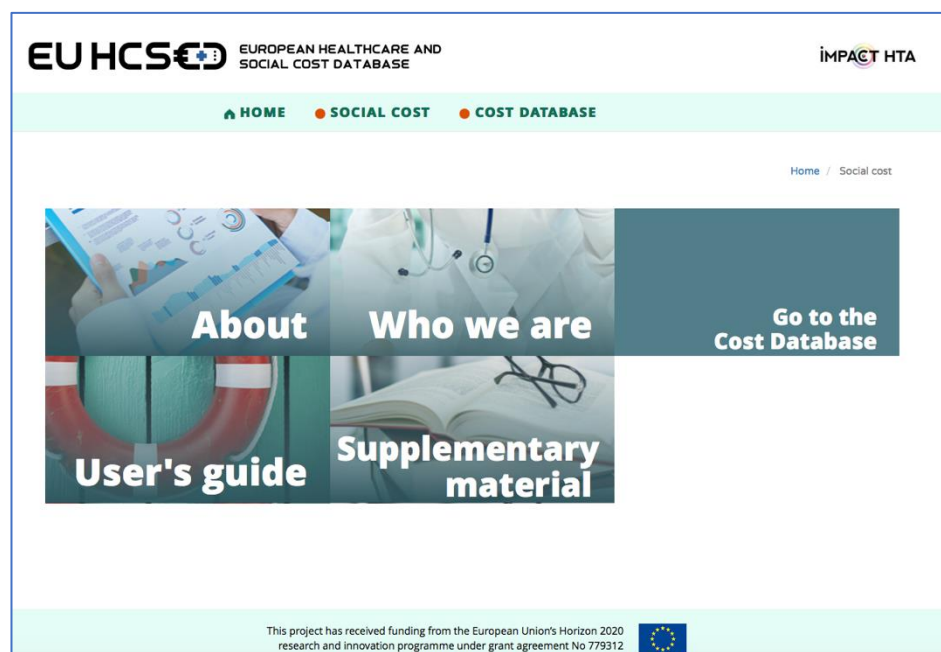 EU HCS€D
EUROPEAN HEALTHCARE AND
SOCIAL COST DATABASE
IMPACT HTA
HOME
SOCIAL COST
COST DATABASE
Home / Social cost
About
Who we are
Go to the
Cost Database
User's guide
Supplementary
material
This project has received funding from the European Union's Horizon 2020
research and innovation programme under grant agreement No 779312